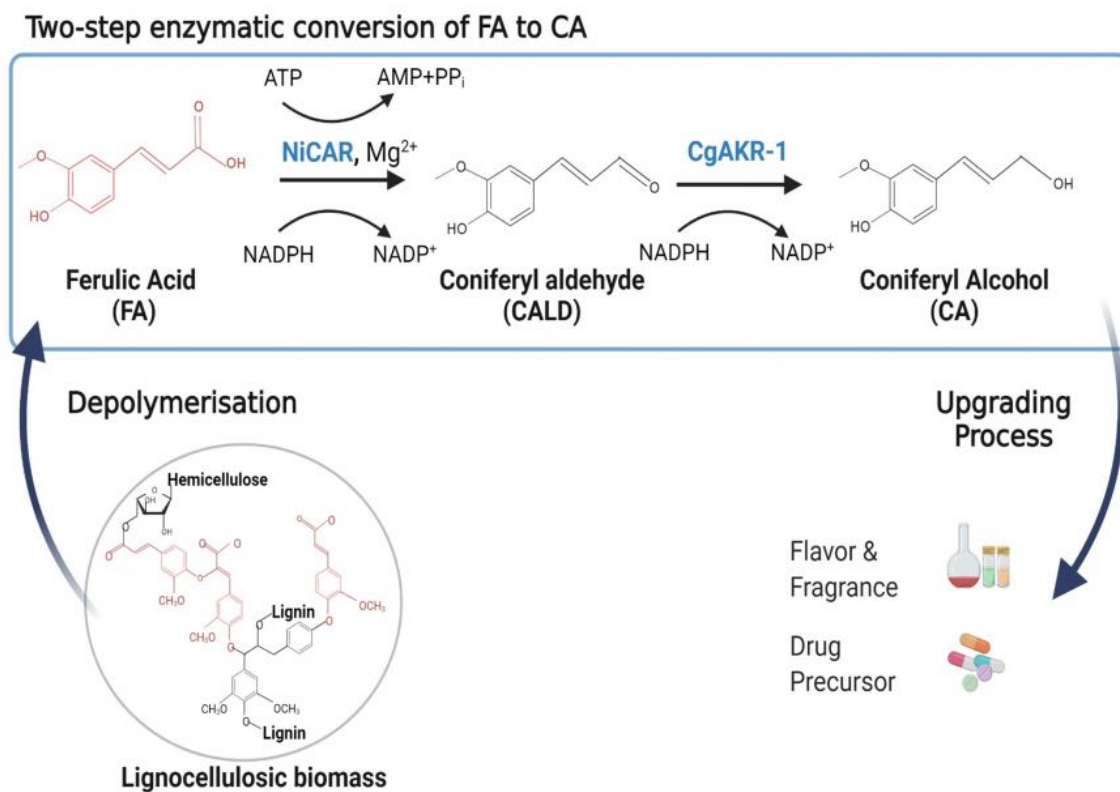 Two-step enzymatic conversion of FA to CA
ATP
AMP+PPi
NiCAR, Mg²⁺
CgAKR-1
O
O
OH
HO
O
O
HO
O
OH
HO
NADPH
NADP⁺
NADPH
NADP⁺
Ferulic Acid
(FA)
Coniferyl aldehyde
(CALD)
Coniferyl Alcohol
(CA)
Depolymerisation
Upgrading
Process
Hemicellulose
O
OH
OH
O
O
O
O
O
O
O
CH₃O
O
CH₃O
OCH₃
O
O
O
Lignin
CH₃O
OCH₃
O
Lignin
Lignocellulosic biomass
Flavor &
Fragrance
Drug
Precursor